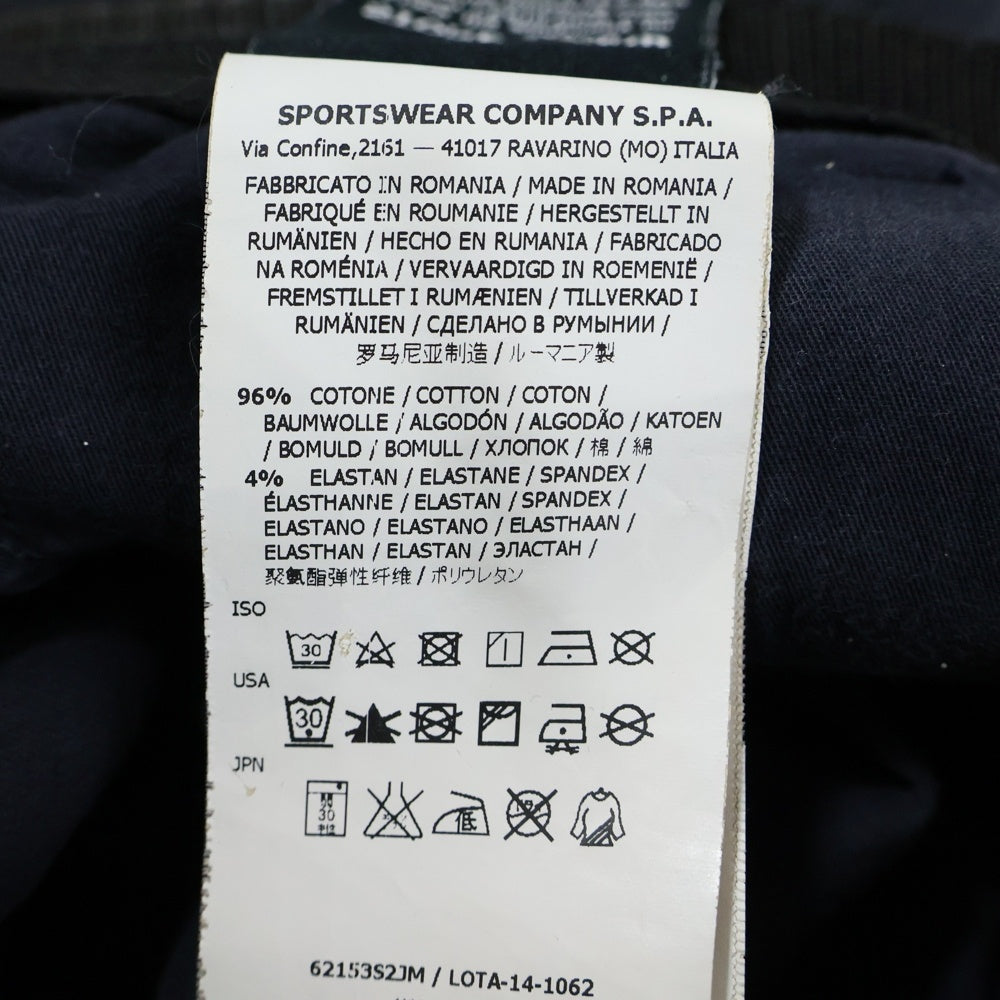 SPORTSWEAR COMPANY S.P.A.
Via Confine,2161 — 41017 RAVARINO (MO) ITALIA
FABBRICATO IN ROMANIA / MADE IN ROMANIA /
FABRIQUÉ EN ROUMANIE / HERGESTELLT IN
RUMÄNIEN / HECHO EN RUMANIA / FABRICADO
NA ROMÉNIA / VERVAARDIGD IN ROEMENIË /
FREMSTILLET I RUMÆNIEN / TILLVERKAD I
RUMÄNIEN / СДЕЛАНО В РУМЫНИИ /
罗马尼亚制造 / ルーマニア製
96% COTONE / COTTON / COTON /
BAUMWOLLE / ALGODÓN / ALGODÃO / KATOEN
/ BOMULD / BOMULL / ХЛОПОК / 棉 / 綿
4% ELASTAN / ELASTANE / SPANDEX /
ÉLASTHANNE / ELASTAN / SPANDEX /
ELASTANO / ELASTANO / ELASTHAAN /
ELASTHAN / ELASTAN / ЭЛАСТАН /
聚氨酯弹性纤维 / ポリウレタン
ISO
30
USA
30
JPN
30
低
62153S2JM / LOTA-14-1062